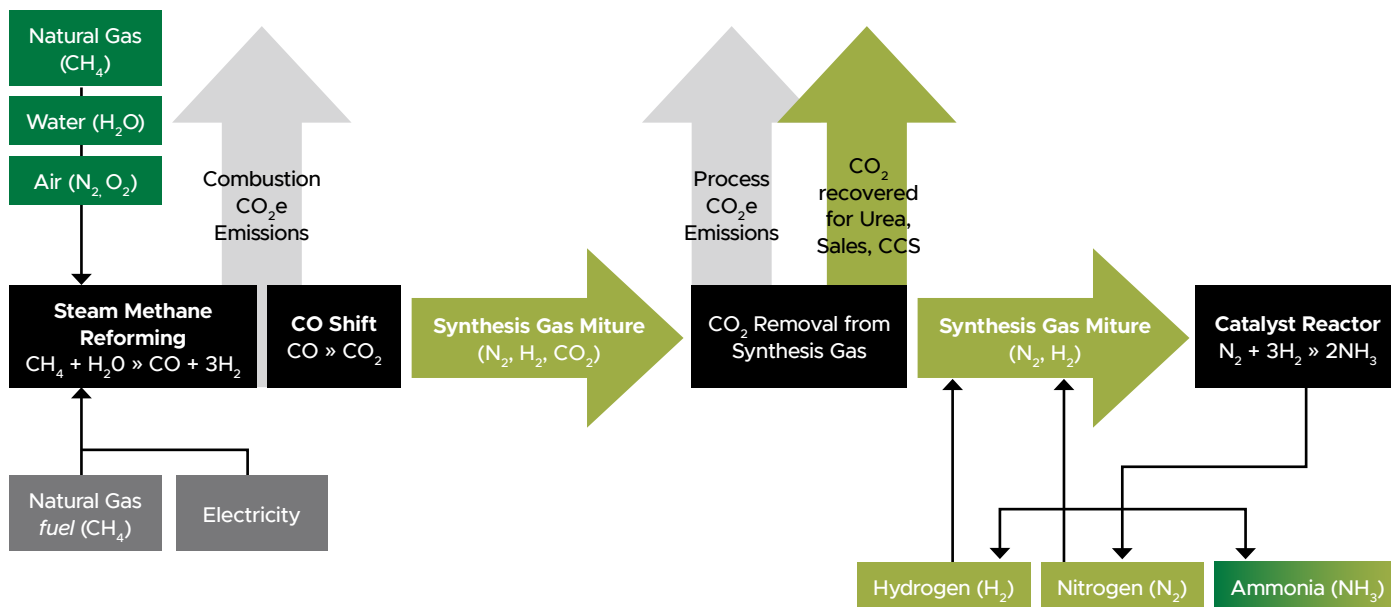 Natural Gas
(CH₄)
Water (H₂O)
Air (N₂, O₂)
Combustion
CO₂e
Emissions
Process
CO₂e
Emissions
CO₂
recovered
for Urea,
Sales, CCS
Steam Methane
Reforming
CH₄ + H₂0 » CO + 3H₂
CO Shift
CO » CO₂
Synthesis Gas Miture
(N₂, H₂, CO₂)
CO₂ Removal from
Synthesis Gas
Synthesis Gas Miture
(N₂, H₂)
Catalyst Reactor
N₂ + 3H₂ » 2NH₃
Natural Gas
fuel (CH₄)
Electricity
Hydrogen (H₂)
Nitrogen (N₂)
Ammonia (NH₃)